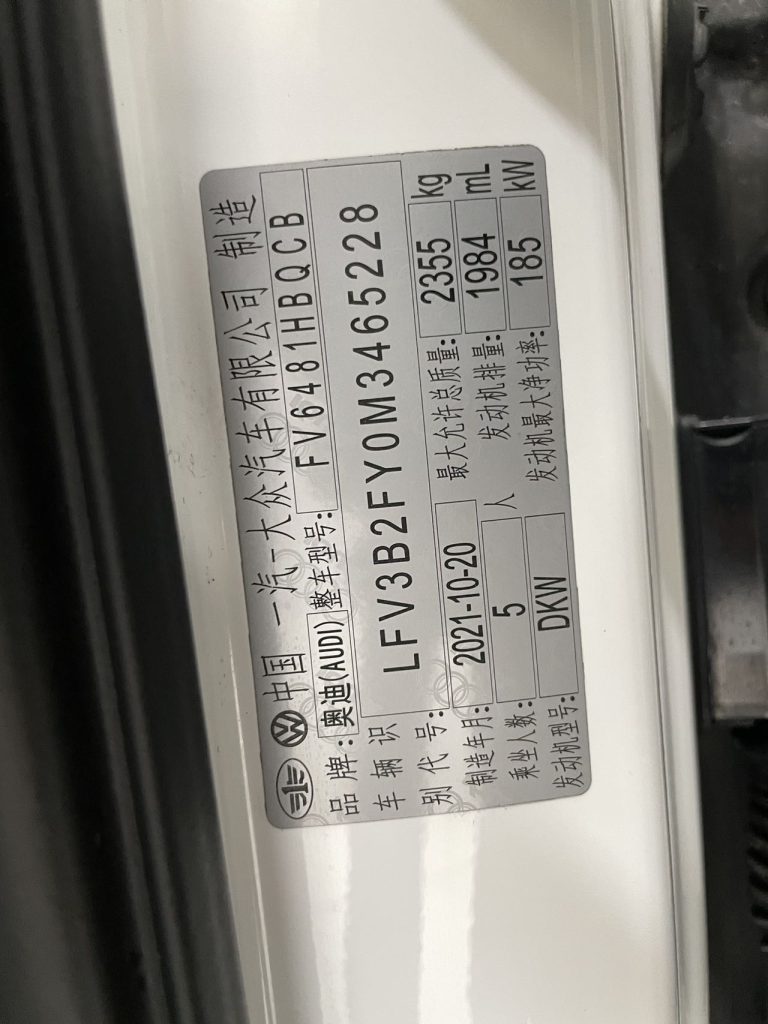 中国 一汽-大众汽车有限公司 制造
品牌:奥迪(AUDI) 整车型号: FV6481HBQCB
车辆识别代号: LFV3B2FY0M3465228
制造年月: 2021-10-20 最大允许总质量: 2355 kg
乘坐人数: 5 人 发动机排量: 1984 mL
发动机型号: DKW 发动机最大净功率: 185 kW